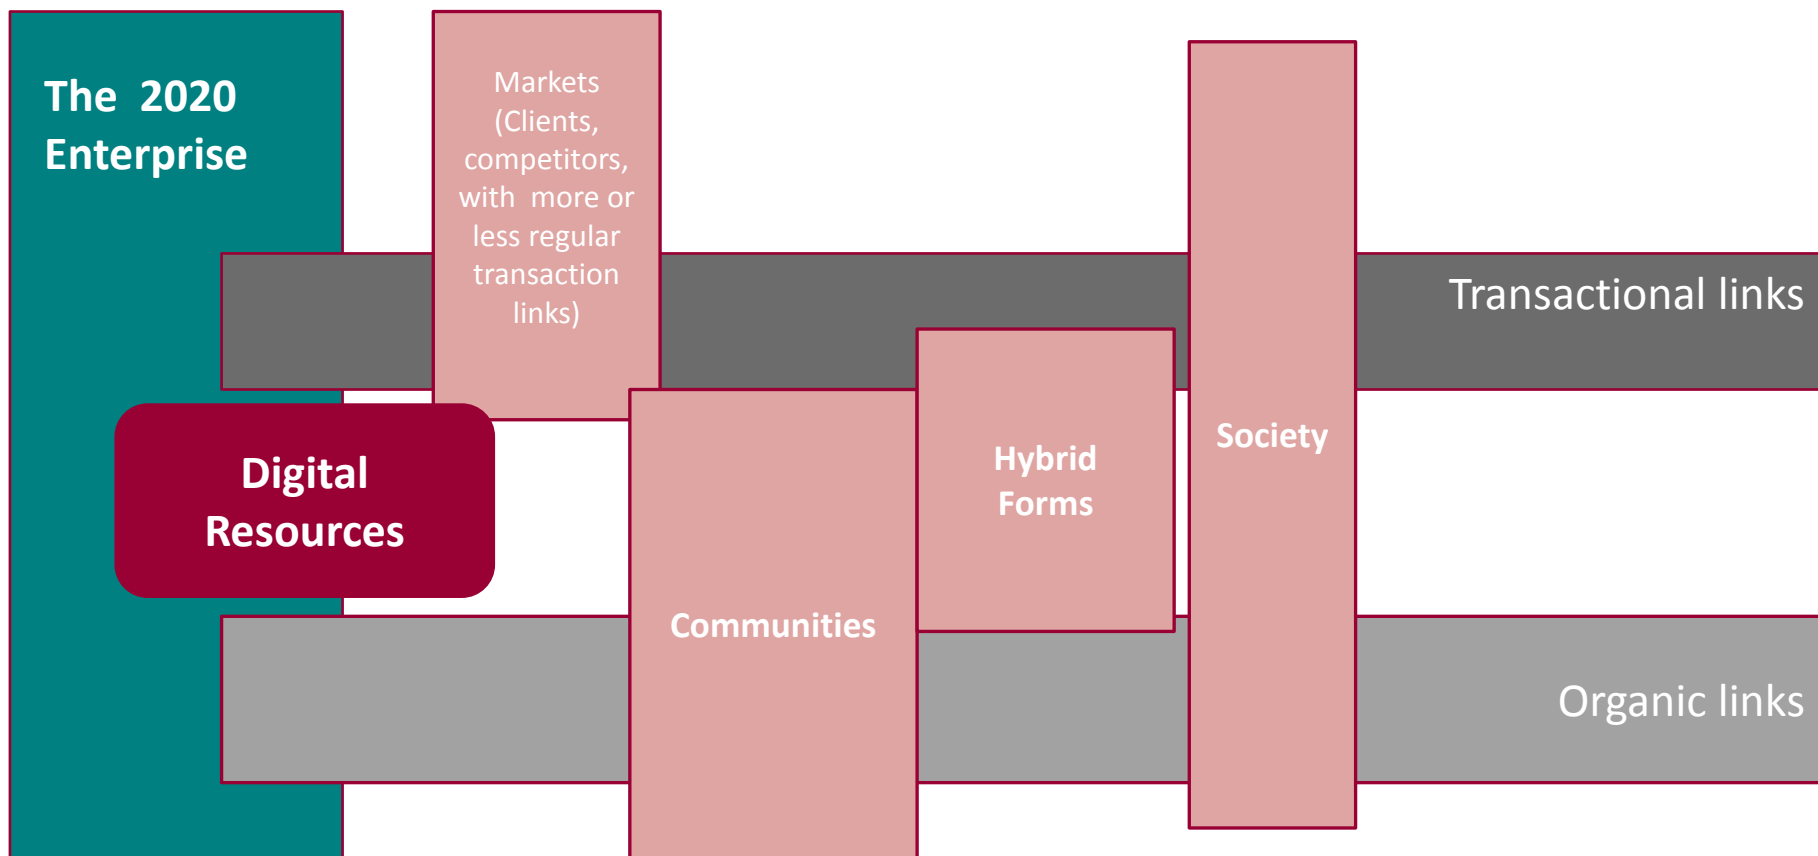 The  2020
Enterprise
Markets
(Clients,
competitors,
with  more or
less regular
transaction
links)
Transactional links
Digital
Resources
Communities
Hybrid
Forms
Society
Organic links